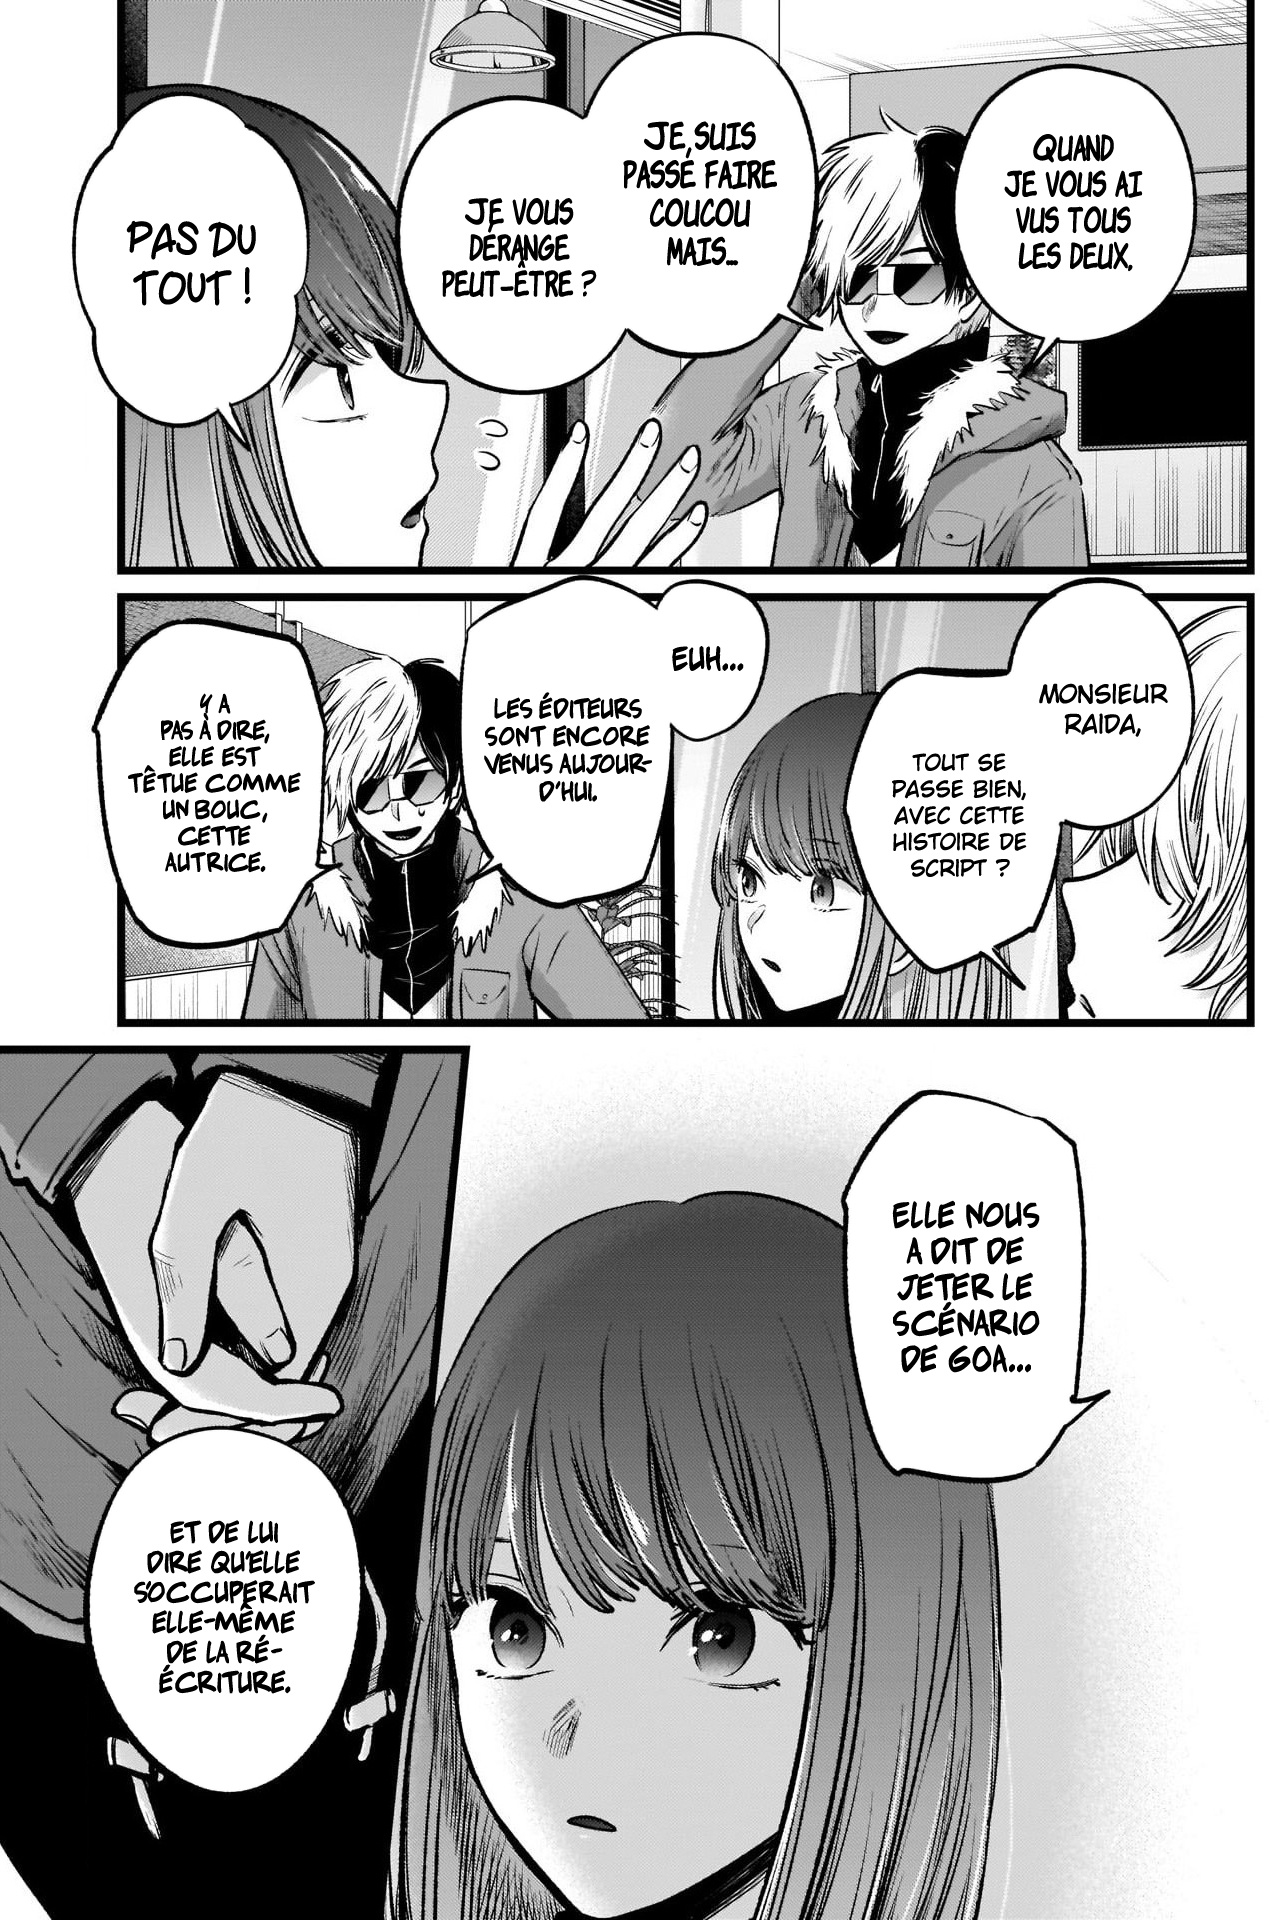 QUAND
JE VOUS AI
VUS TOUS
LES DEUX,
JE SUIS
PASSÉ FAIRE
COUCOU
MAIS...
JE VOUS
DÉRANGE
PEUT-ÊTRE ?
PAS DU
TOUT !
MONSIEUR
RAIDA,
TOUT SE
PASSE BIEN,
AVEC CETTE
HISTOIRE DE
SCRIPT ?
EUH...
LES ÉDITEURS
SONT ENCORE
VENUS AUJOUR-
D'HUI.
Y A
PAS À DIRE,
ELLE EST
TÊTUE COMME
UN BOUC,
CETTE
AUTRICE.
ELLE NOUS
A DIT DE
JETER LE
SCÉNARIO
DE GOA...
ET DE LUI
DIRE QU'ELLE
S'OCCUPERAIT
ELLE-MÊME
DE LA RÉ-
ÉCRITURE.